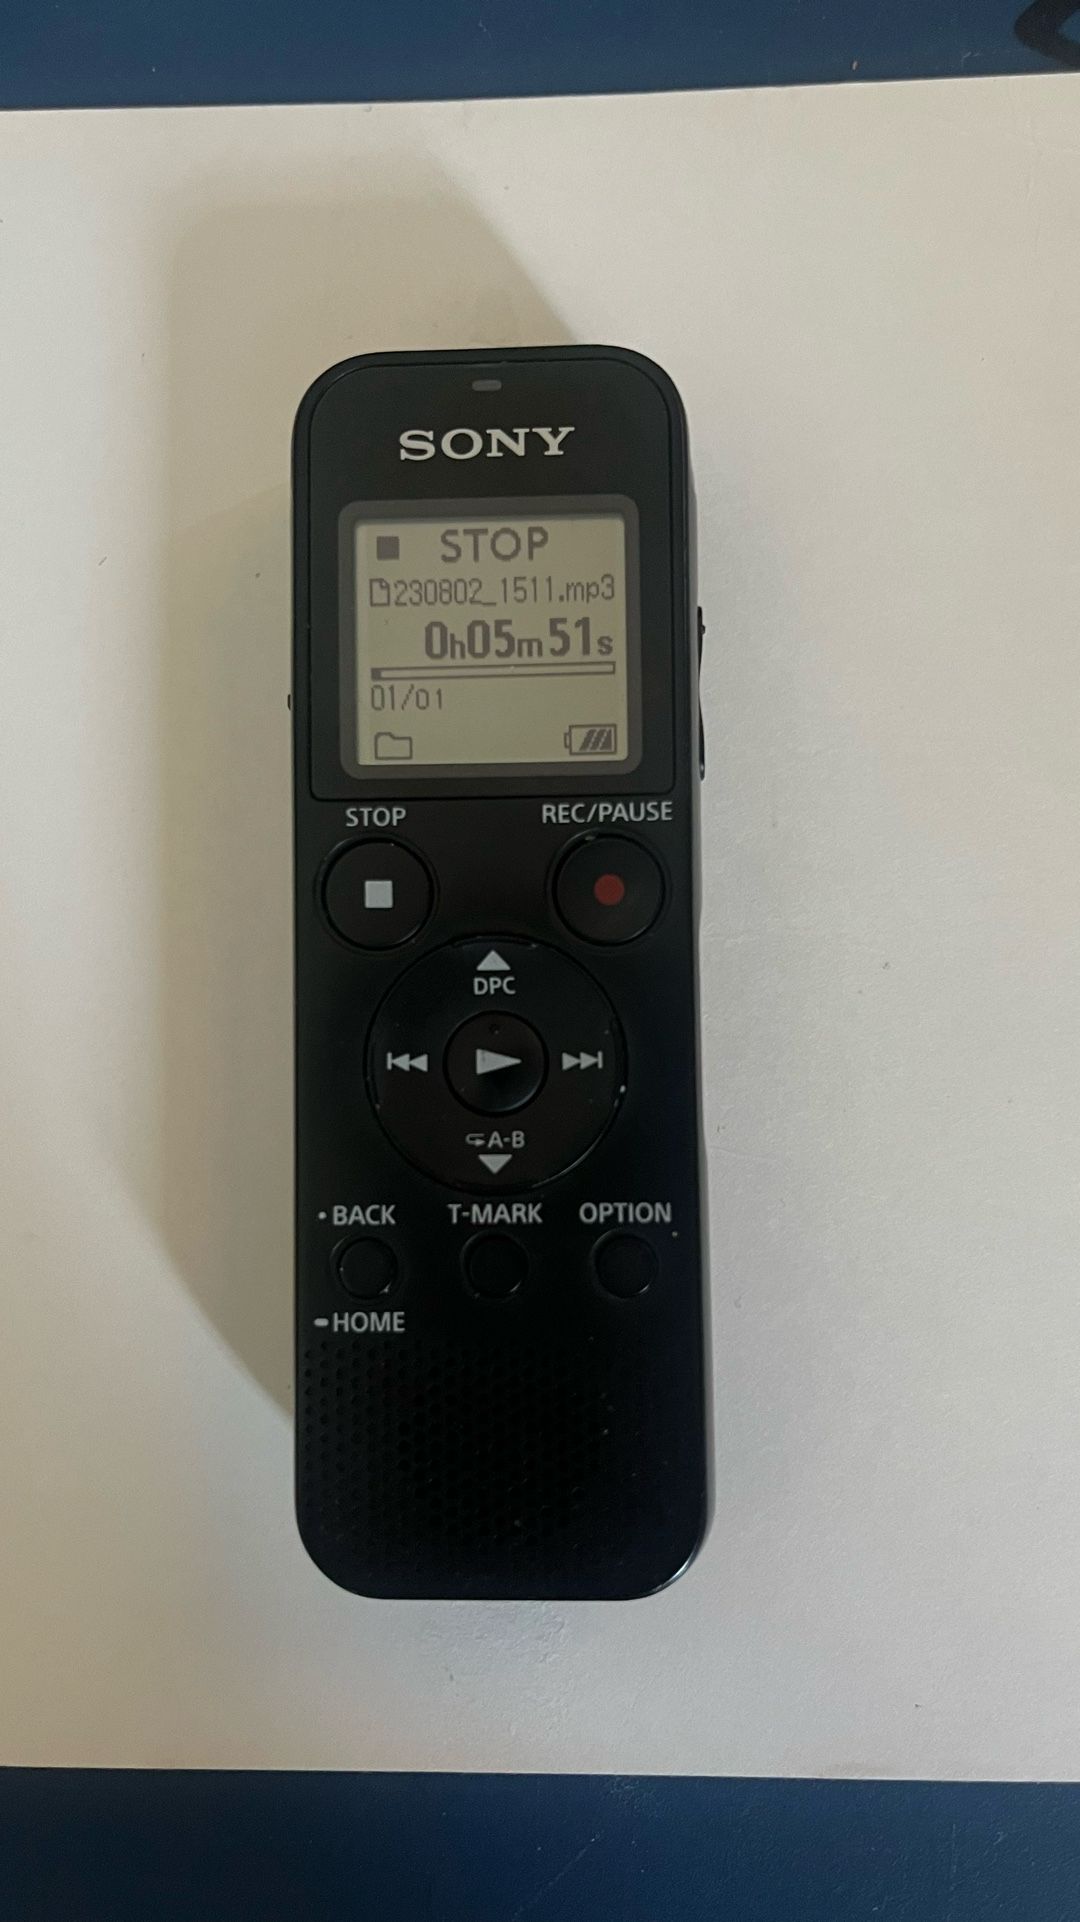 SONY
STOP
230802_1511.mp3
0h05m51s
01/01
STOP
REC/PAUSE
DPC
A-B
BACK
T-MARK
OPTION
HOME